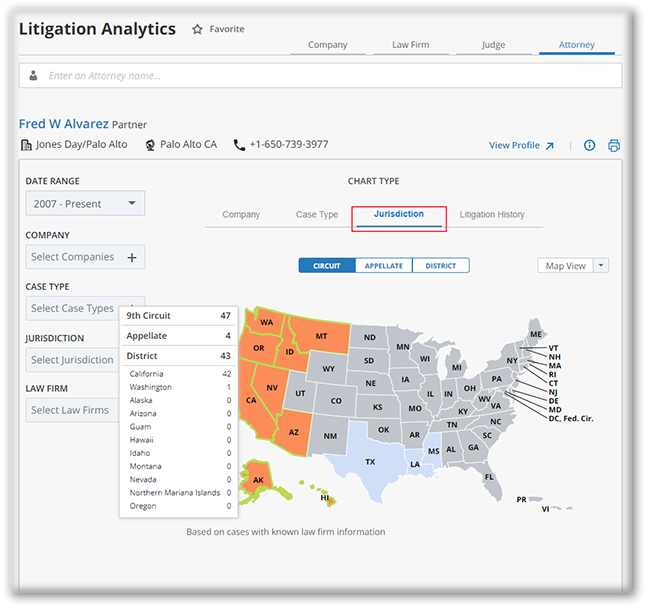 Litigation Analytics
Favorite
Company Law Firm Judge Attorney
Enter an Attorney name...
Fred W Alvarez Partner
Jones Day/Palo Alto Palo Alto CA +1-650-739-3977 View Profile
DATE RANGE
2007 - Present
COMPANY
Select Companies
CASE TYPE
Select Case Types
JURISDICTION
Select Jurisdiction
LAW FIRM
Select Law Firms
CHART TYPE
Company Case Type Jurisdiction Litigation History
CIRCUIT APPELLATE DISTRICT
Map View
9th Circuit 47
Appellate 4
District 43
California 42
Washington 1
Alaska 0
Arizona 0
Guam 0
Hawaii 0
Idaho 0
Montana 0
Nevada 0
Northern Mariana Islands 0
Oregon 0
WA
MT
ND
MN
ME
OR
ID
SD
WI
MI
NY
VT
NH
MA
RI
CT
NJ
DE
MD
DC, Fed. Cir.
WY
NE
IA
PA
NV
UT
CO
IL
IN
OH
WV
VA
CA
KS
MO
KY
NC
TN
AZ
NM
OK
AR
SC
TX
LA
MS
AL
GA
FL
AK
HI
PR
VI
Based on cases with known law firm information